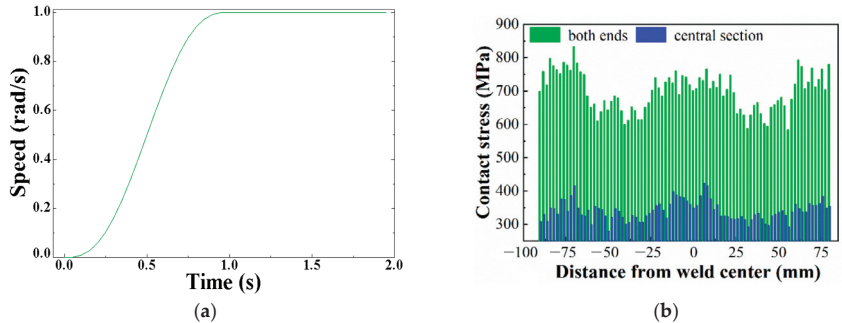 1.0
0.8
0.6
0.4
0.2
0.0
Speed (rad/s)
0.0 0.5 1.0 1.5 2.0
Time (s)
(a)
900
800
700
600
500
400
300
Contact stress (MPa)
both ends central section
−100 −75 −50 −25 0 25 50 75
Distance from weld center (mm)
(b)